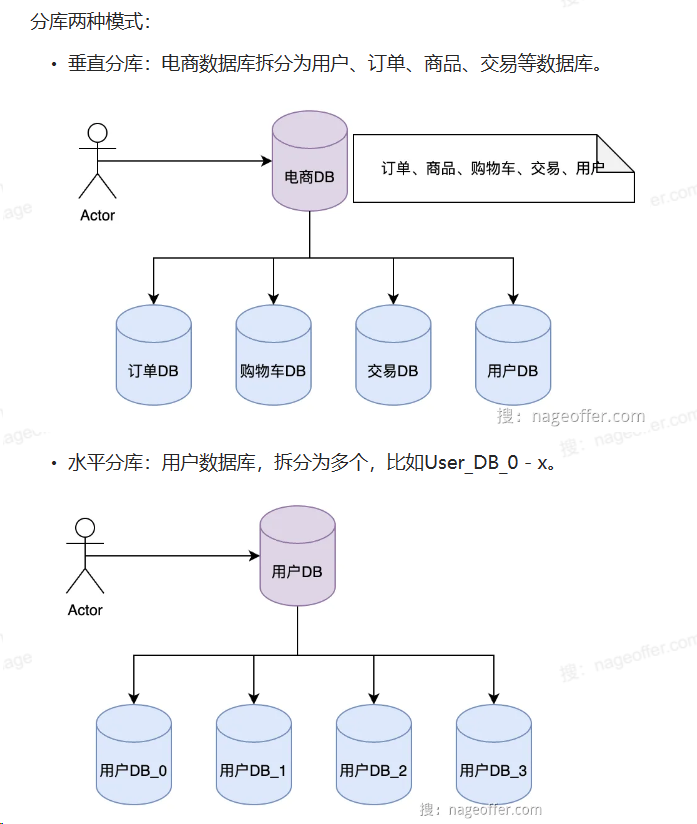 分库两种模式：
• 垂直分库：电商数据库拆分为用户、订单、商品、交易等数据库。
电商DB
订单、商品、购物车、交易、用户
Actor
订单DB
购物车DB
交易DB
用户DB
搜：nageoffer.com
• 水平分库：用户数据库，拆分为多个，比如User_DB_0 - x。
用户DB
Actor
搜：nageoffer.com
用户DB_0
用户DB_1
用户DB_2
用户DB_3
搜：nageoffer.com